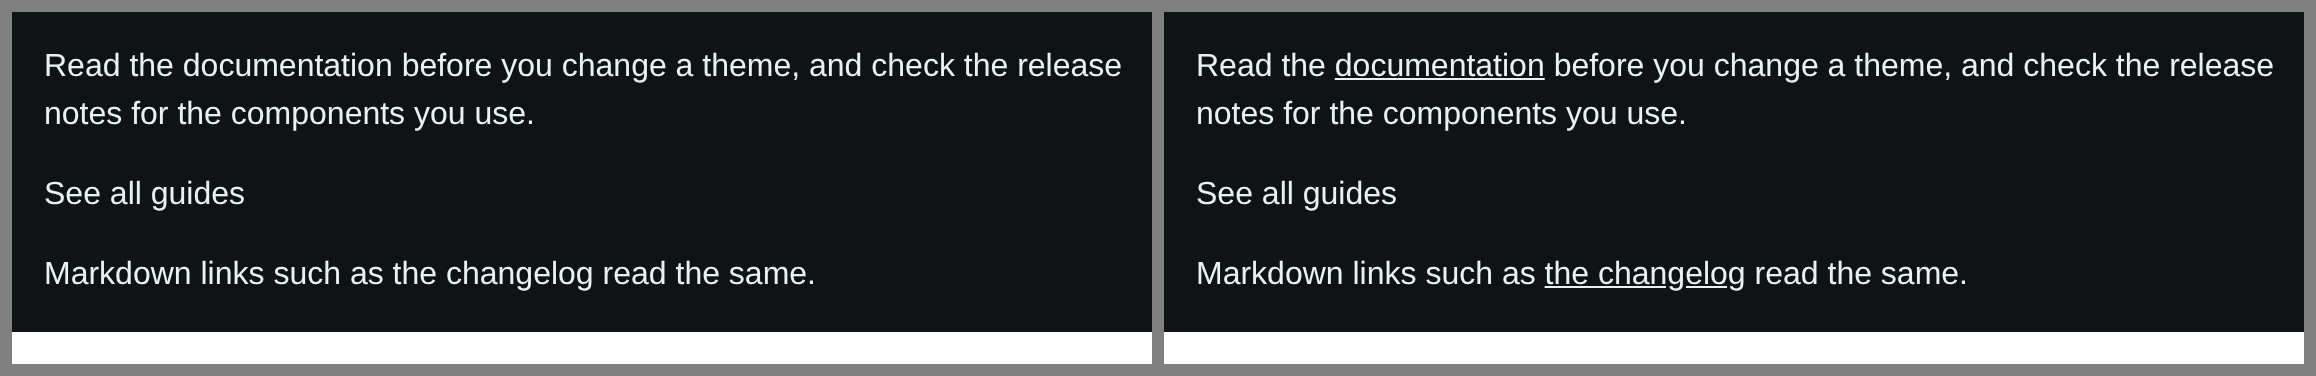 Read the documentation before you change a theme, and check the release
notes for the components you use.
See all guides
Markdown links such as the changelog read the same.
Read the documentation before you change a theme, and check the release
notes for the components you use.
See all guides
Markdown links such as the changelog read the same.